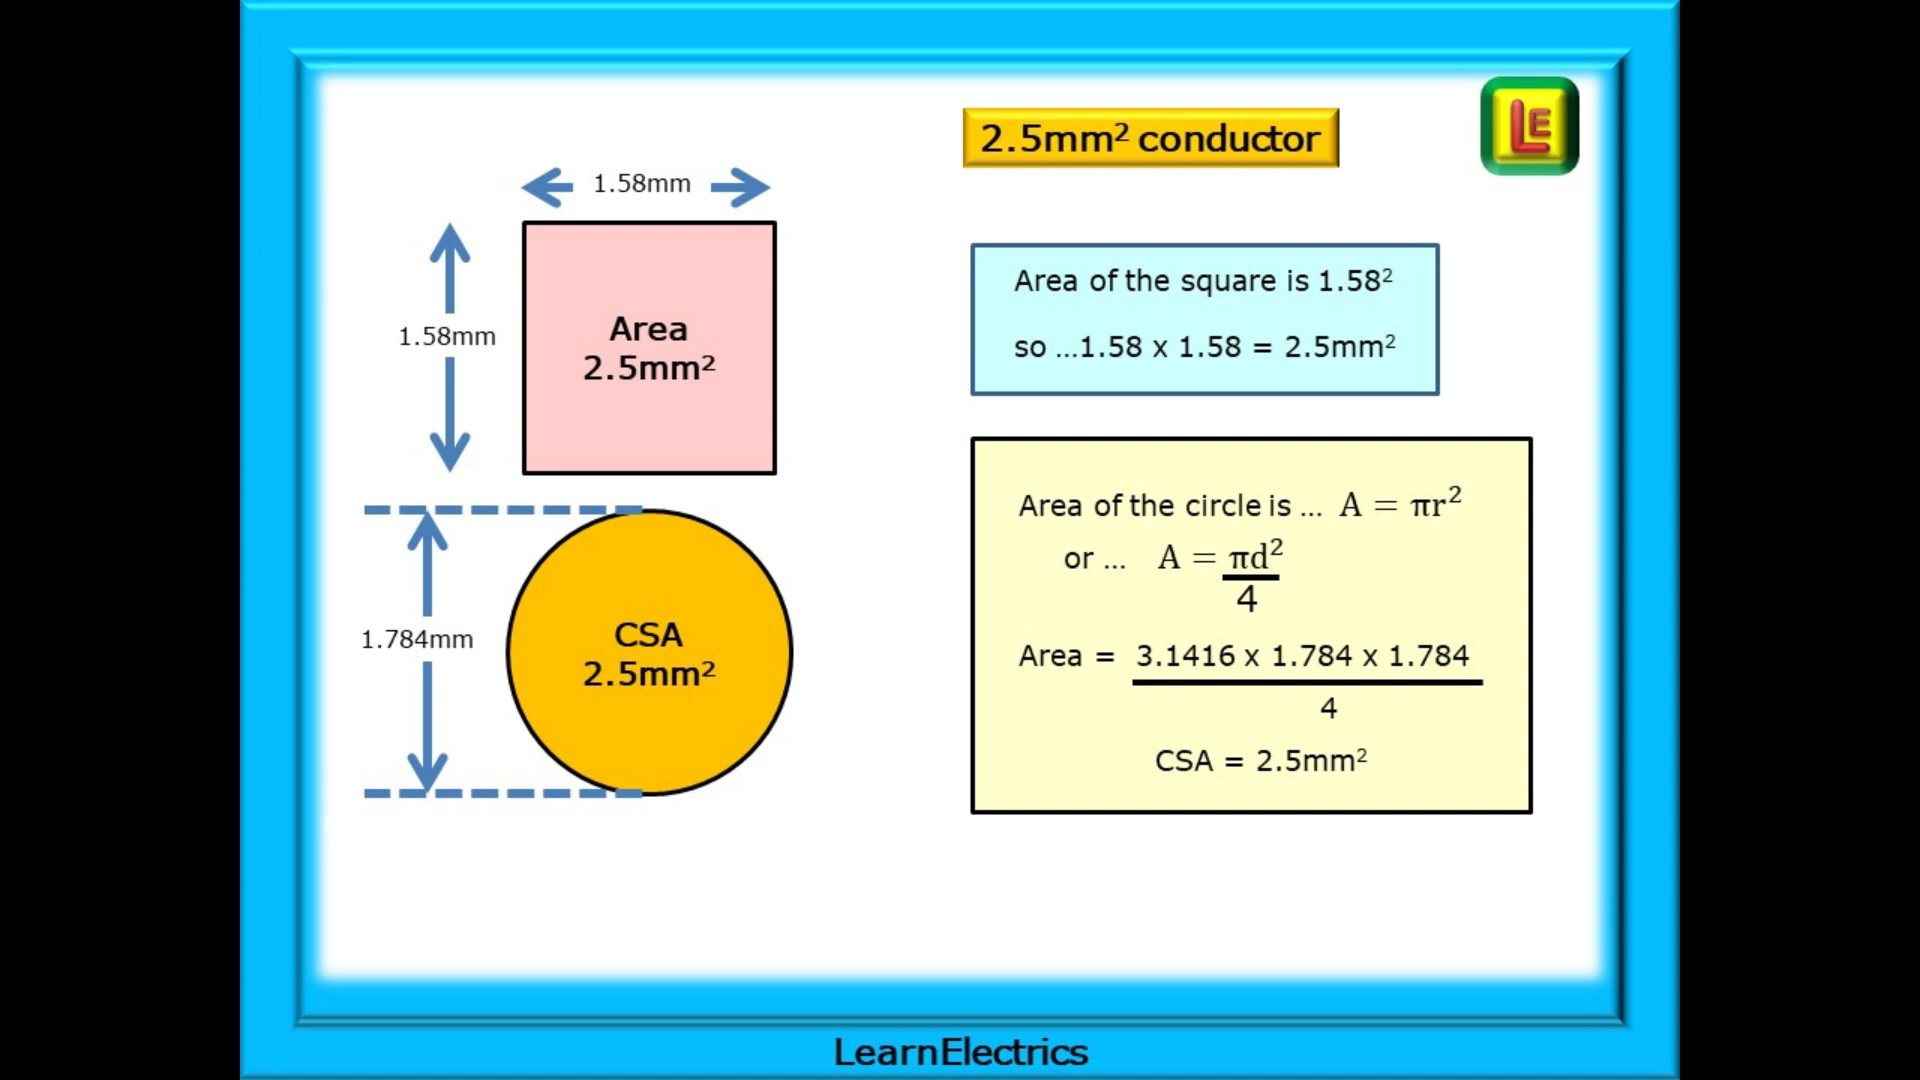 2.5mm² conductor
LE
1.58mm
1.58mm
Area
2.5mm²
Area of the square is 1.58²
so ...1.58 x 1.58 = 2.5mm²
1.784mm
CSA
2.5mm²
Area of the circle is ... A = πr²
or ... A = πd²
4
Area = 3.1416 x 1.784 x 1.784
4
CSA = 2.5mm²
LearnElectrics